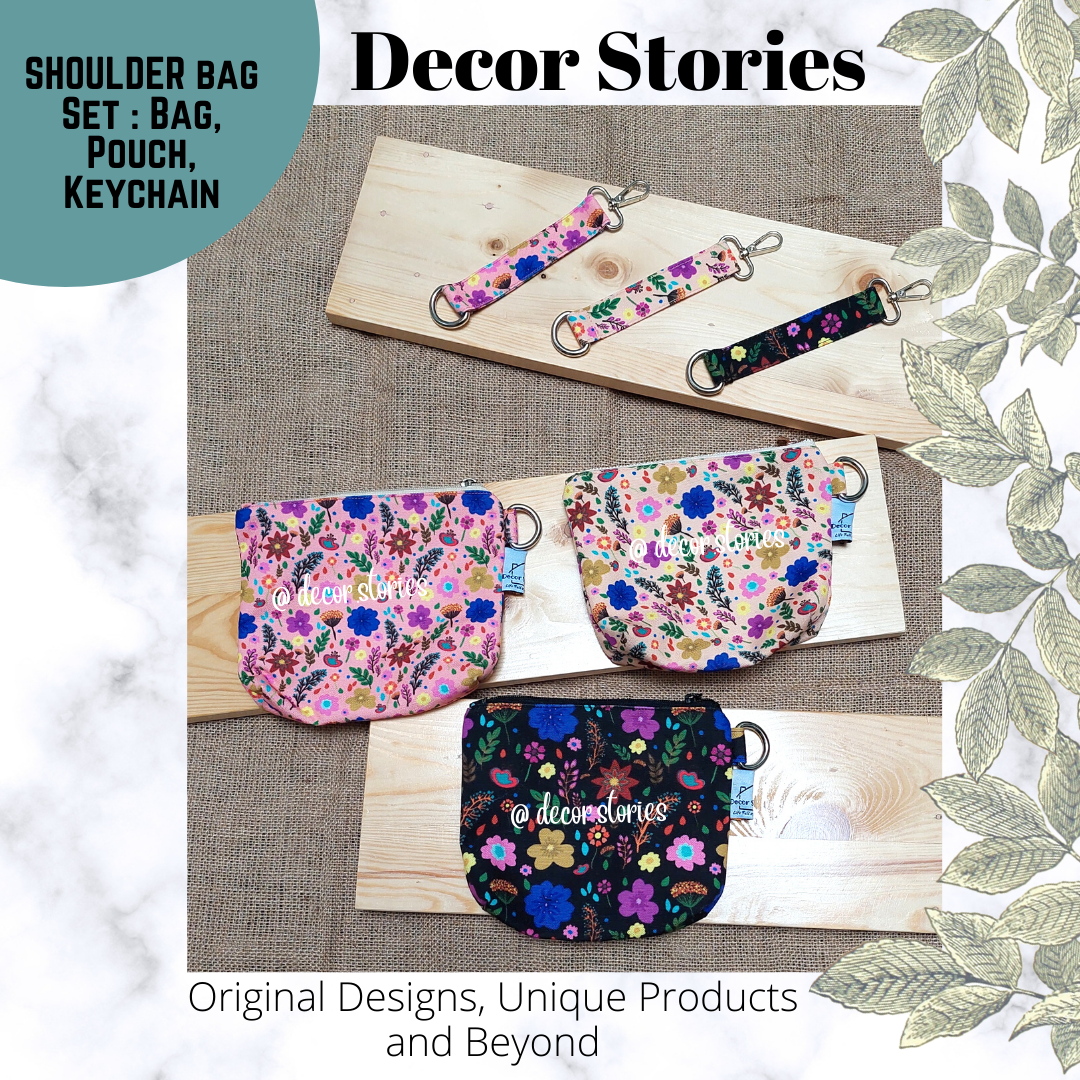 SHOULDER BAG
SET : BAG,
POUCH,
KEYCHAIN
Decor Stories
@ decor stories
@ decor stories
@ decor stories
Original Designs, Unique Products
and Beyond